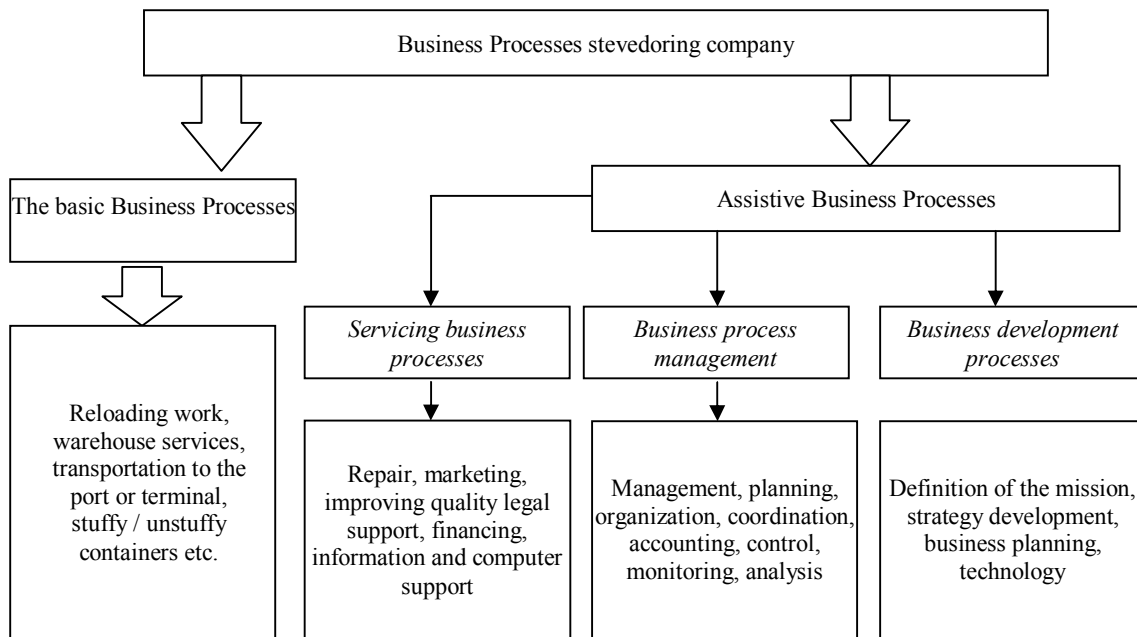 Business Processes stevedoring company
The basic Business Processes
Assistive Business Processes
Servicing business
processes
Business process
management
Business development
processes
Reloading work,
warehouse services,
transportation to the
port or terminal,
stuffy / unstuffy
containers etc.
Repair, marketing,
improving quality legal
support, financing,
information and computer
support
Management, planning,
organization, coordination,
accounting, control,
monitoring, analysis
Definition of the mission,
strategy development,
business planning,
technology